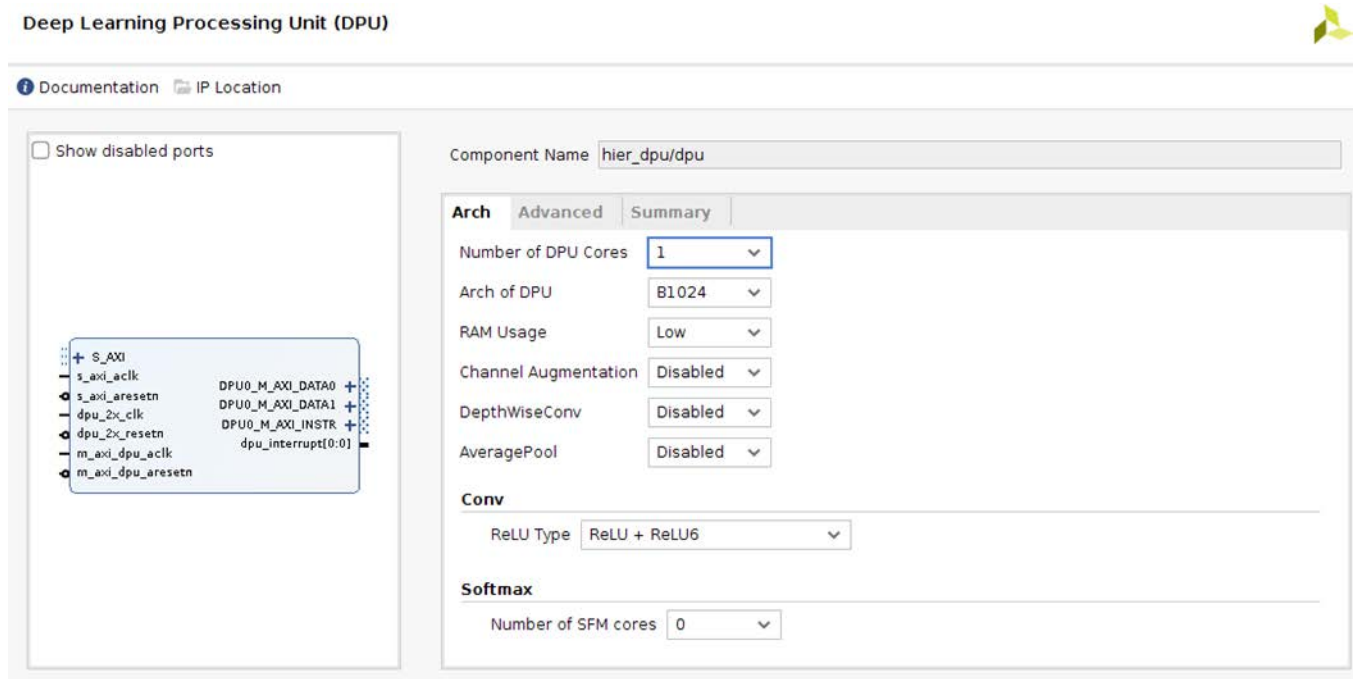 Deep Learning Processing Unit (DPU)
Documentation IP Location
Show disabled ports
S_AXI
s_axi_aclk
s_axi_aresetn
dpu_2x_clk
dpu_2x_resetn
m_axi_dpu_aclk
m_axi_dpu_aresetn
DPU0_M_AXI_DATA0
DPU0_M_AXI_DATA1
DPU0_M_AXI_INSTR
dpu_interrupt[0:0]
Component Name hier_dpu/dpu
Arch Advanced Summary
Number of DPU Cores 1
Arch of DPU B1024
RAM Usage Low
Channel Augmentation Disabled
DepthWiseConv Disabled
AveragePool Disabled
Conv
ReLU Type ReLU + ReLU6
Softmax
Number of SFM cores 0